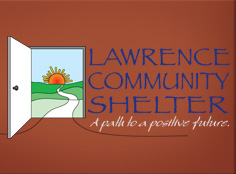 LAWRENCE
COMMUNITY
SHELTER
A path to a positive future.